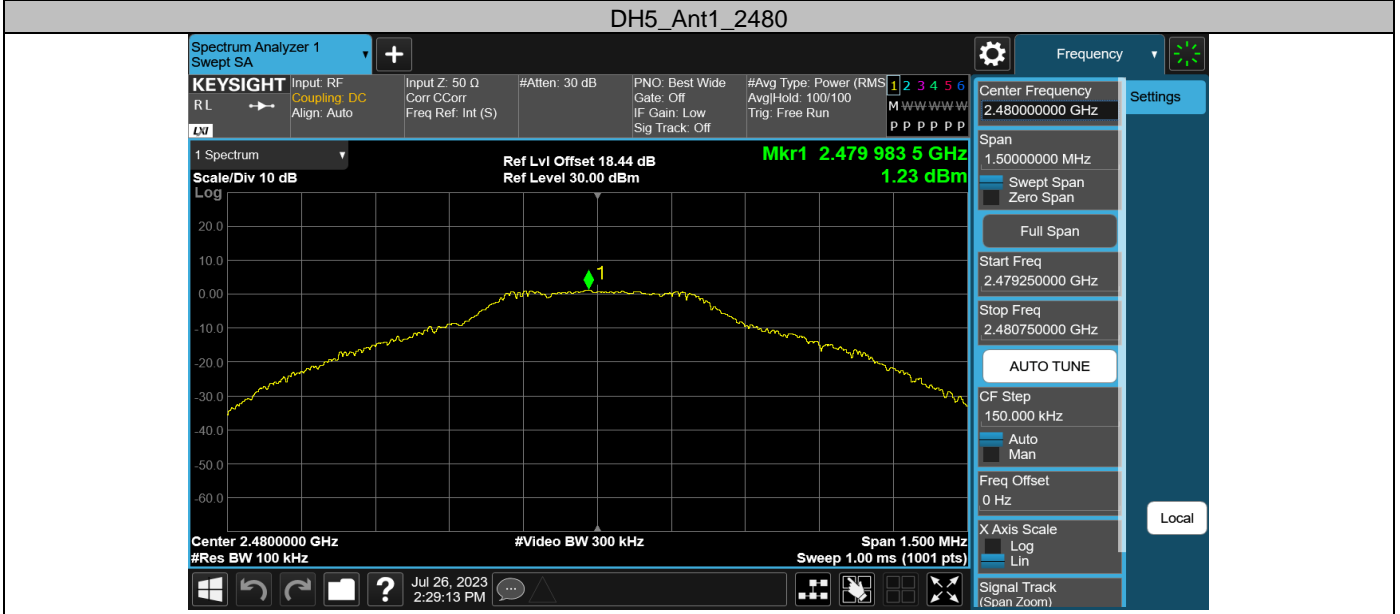 DH5_Ant1_2480
Spectrum Analyzer 1
Swept SA
Frequency
KEYSIGHT
R L
LXI
Input: RF
Coupling: DC
Align: Auto
Input Z: 50 Ω
Corr CCorr
Freq Ref: Int (S)
#Atten: 30 dB
PNO: Best Wide
Gate: Off
IF Gain: Low
Sig Track: Off
#Avg Type: Power (RMS
Avg|Hold: 100/100
Trig: Free Run
1 2 3 4 5 6
M W W W W W
P P P P P P
1 Spectrum
Scale/Div 10 dB
Log
Ref Lvl Offset 18.44 dB
Ref Level 30.00 dBm
Mkr1 2.479 983 5 GHz
1.23 dBm
20.0
10.0
0.00
-10.0
-20.0
-30.0
-40.0
-50.0
-60.0
1
Center 2.4800000 GHz
#Res BW 100 kHz
#Video BW 300 kHz
Span 1.500 MHz
Sweep 1.00 ms (1001 pts)
Jul 26, 2023
2:29:13 PM
Center Frequency
2.480000000 GHz
Span
1.50000000 MHz
Swept Span
Zero Span
Full Span
Start Freq
2.479250000 GHz
Stop Freq
2.480750000 GHz
AUTO TUNE
CF Step
150.000 kHz
Auto
Man
Freq Offset
0 Hz
X Axis Scale
Log
Lin
Signal Track
(Span Zoom)
Settings
Local